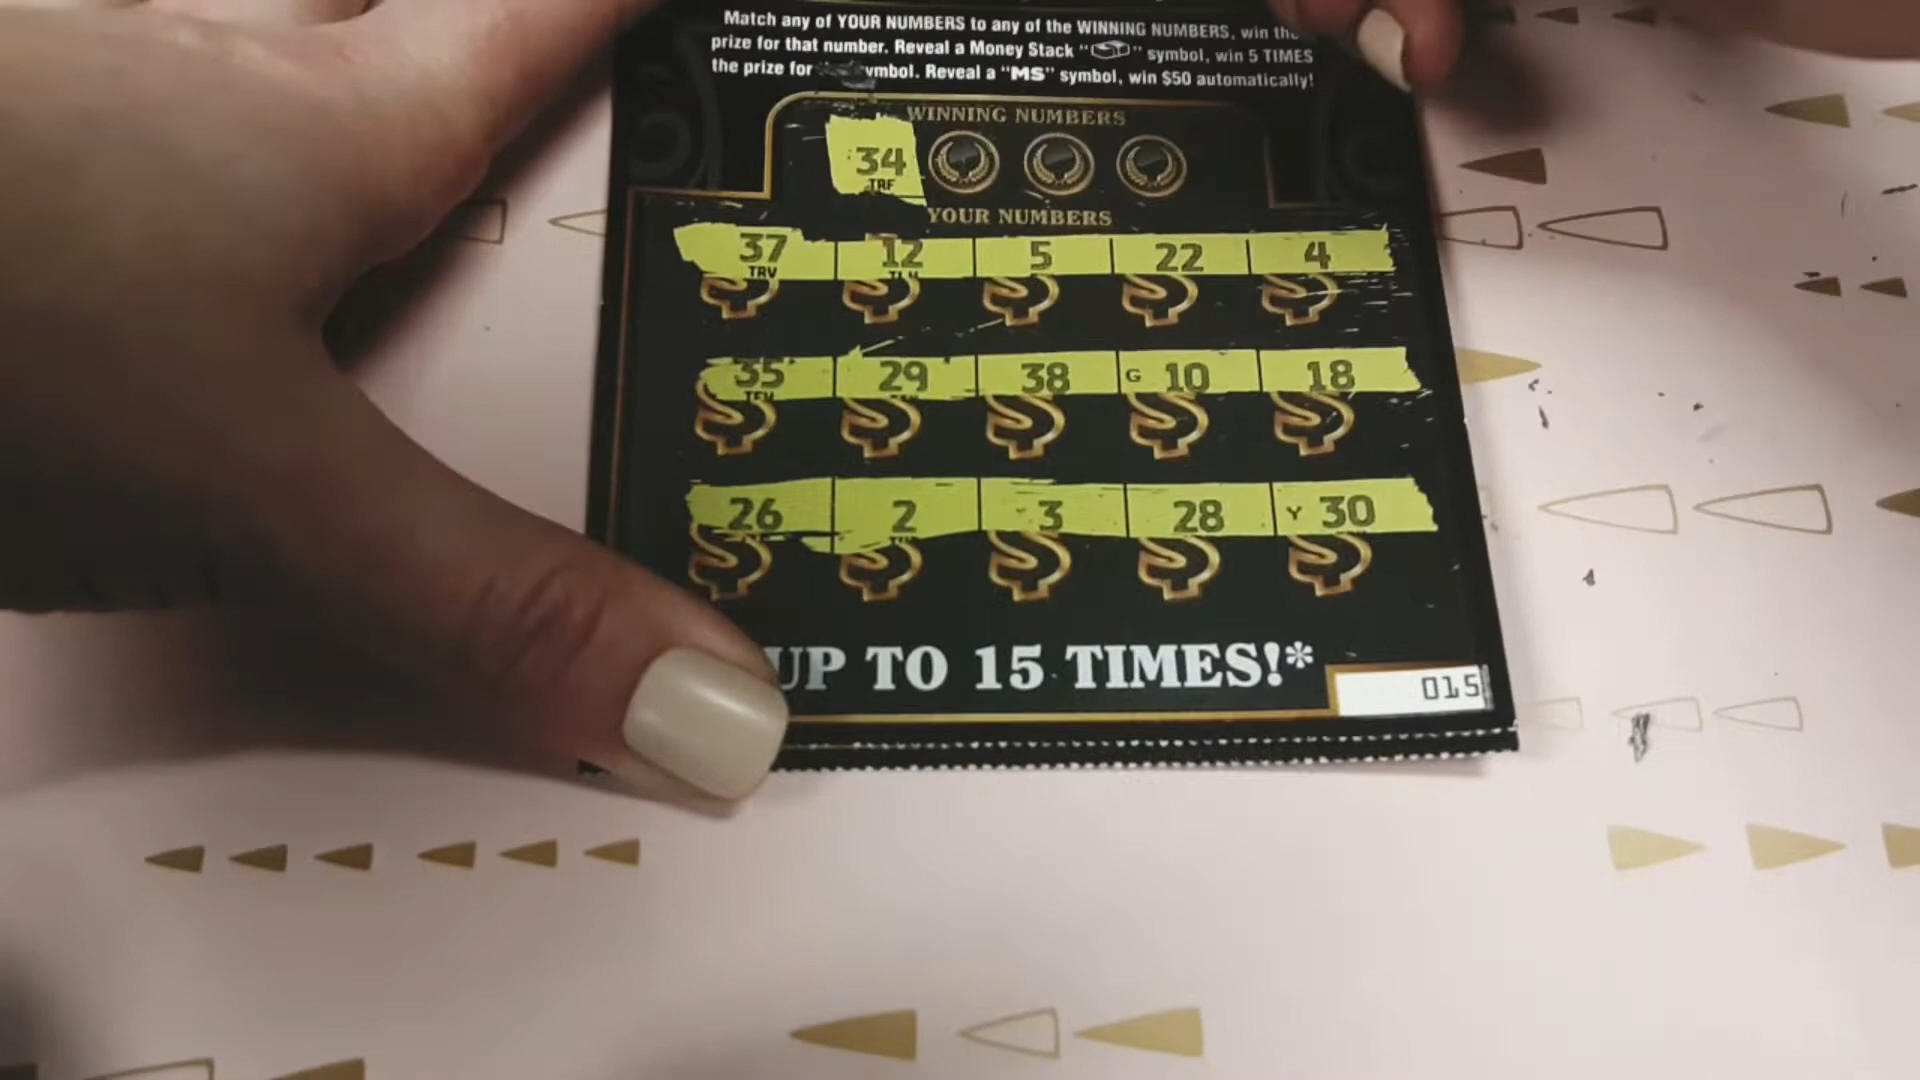 Match any of YOUR NUMBERS to any of the WINNING NUMBERS, win the
prize for that number. Reveal a Money Stack "" symbol, win 5 TIMES
the prize for symbol. Reveal a "MS" symbol, win $50 automatically!
WINNING NUMBERS
34
TRF
YOUR NUMBERS
37 12 5 22 4
TRV
35 29 38 G 10 18
26 2 3 28 Y 30
UP TO 15 TIMES!*
015